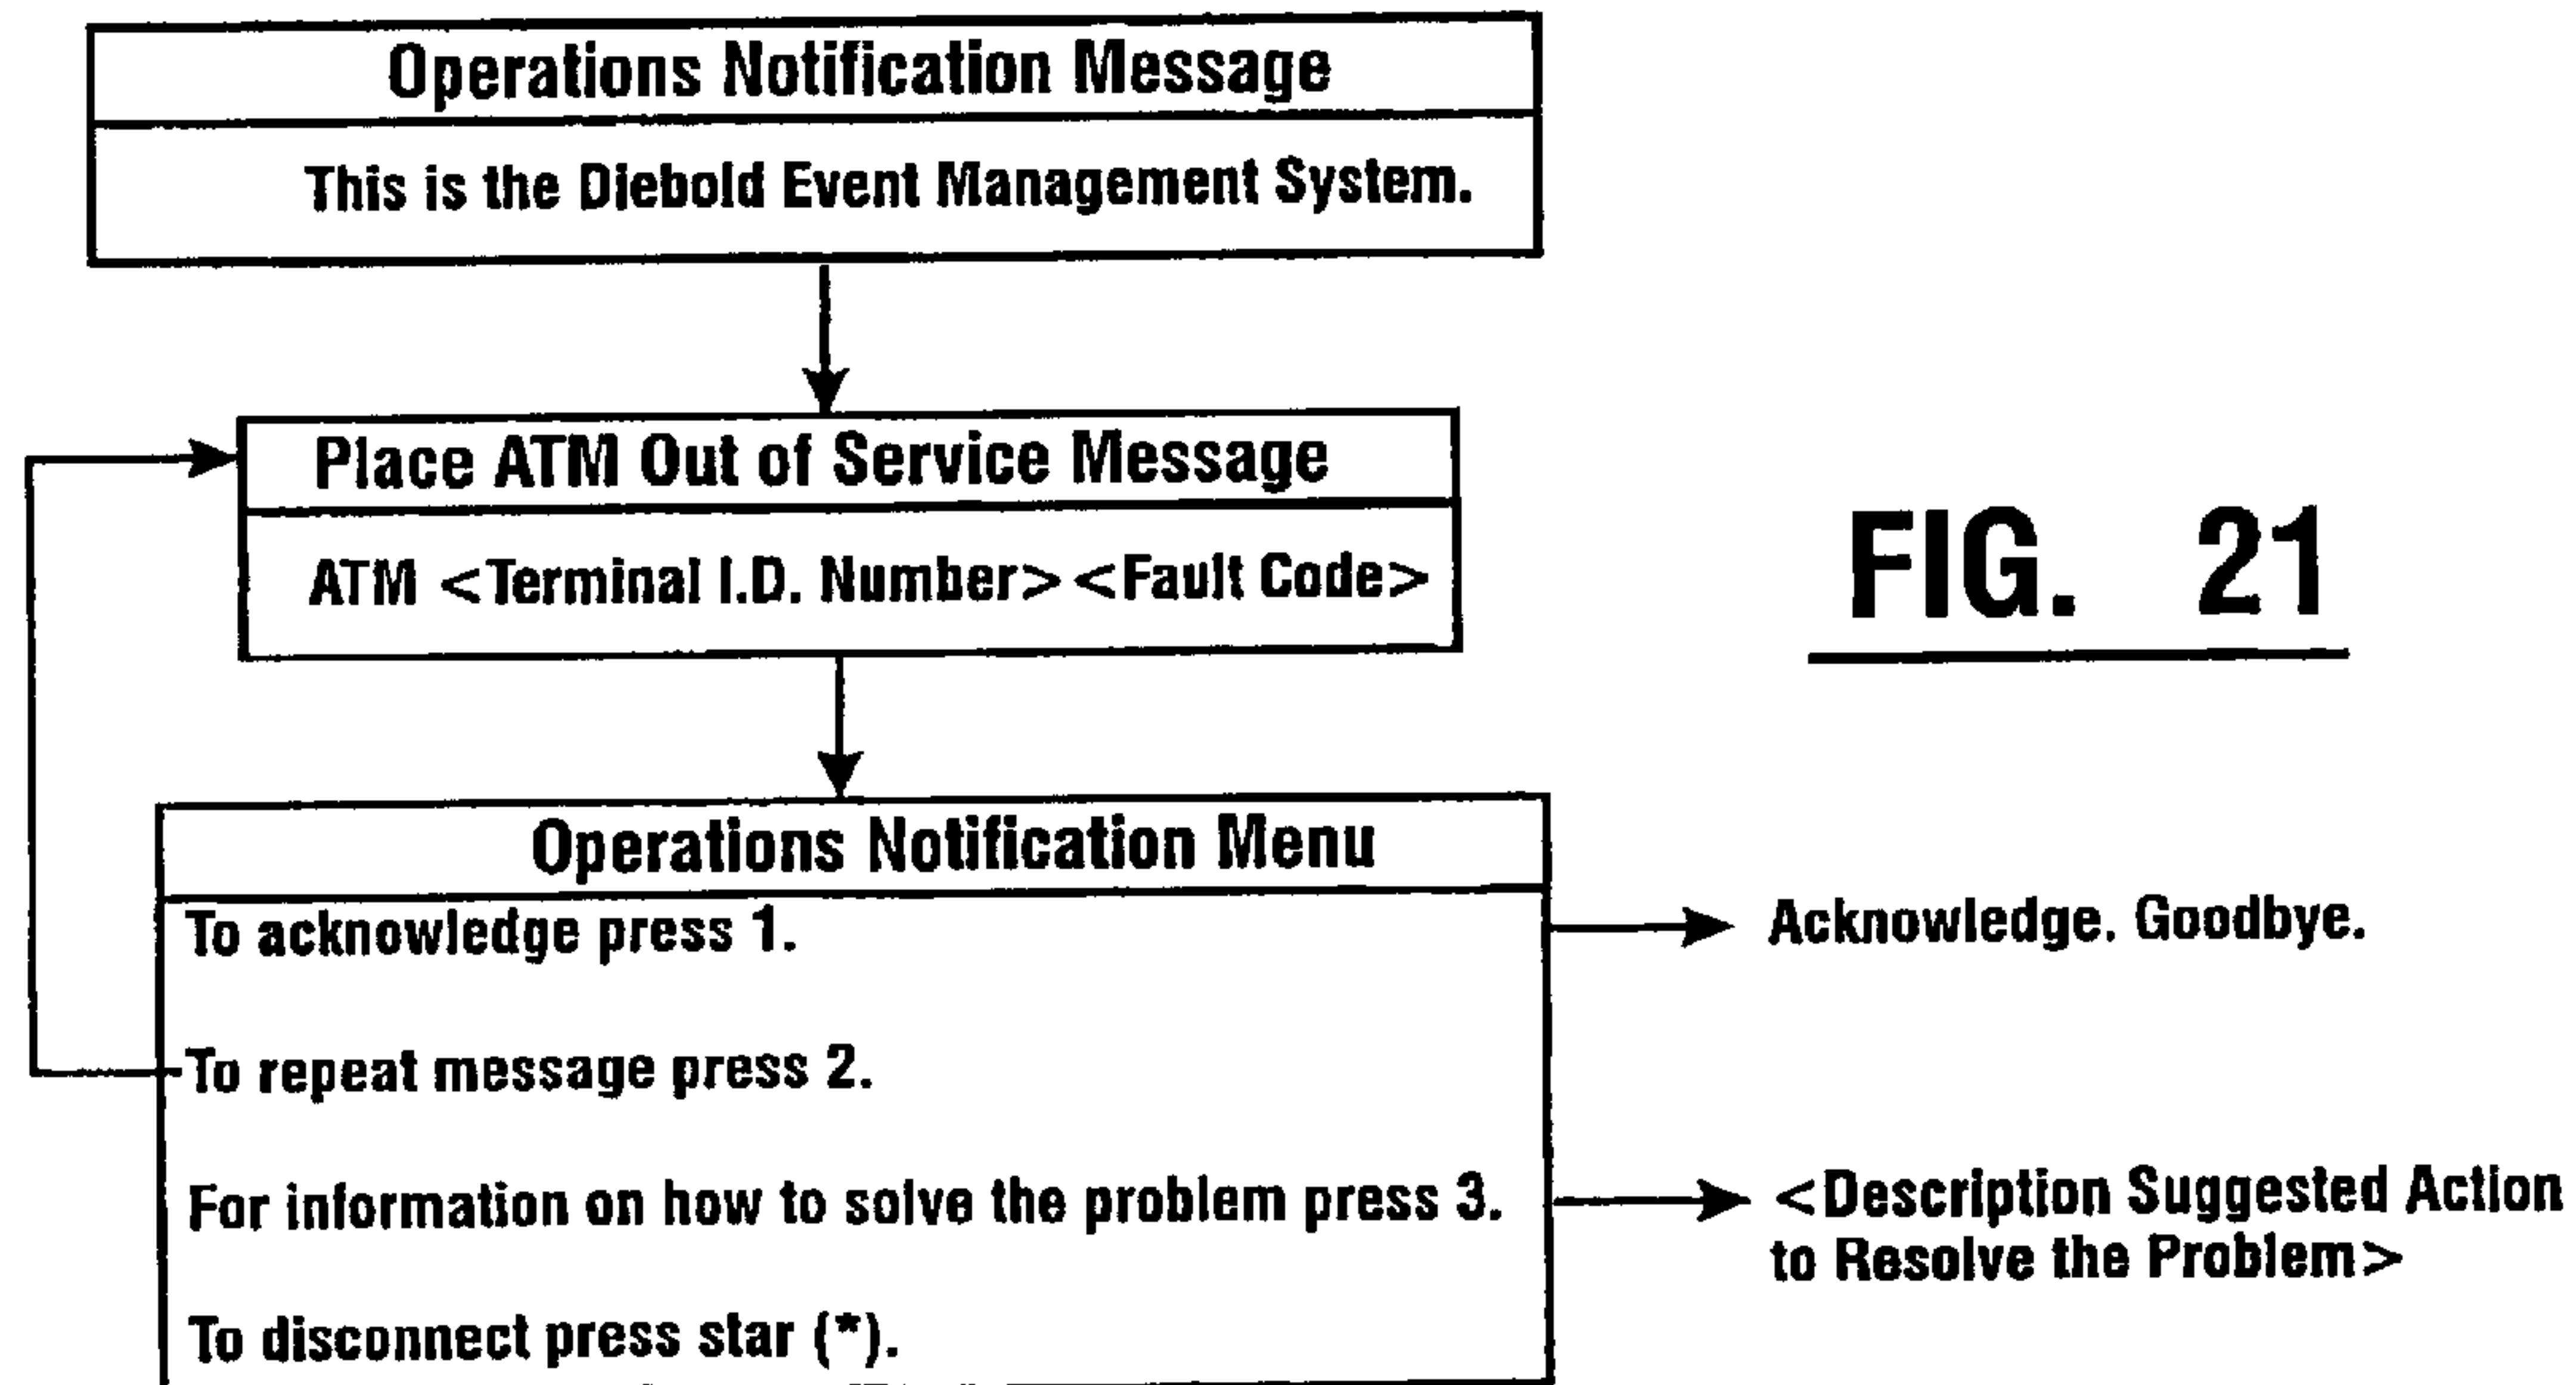 Operations Notification Message
This is the Diebold Event Management System.
Place ATM Out of Service Message
ATM <Terminal I.D. Number> <Fault Code>
FIG. 21
Operations Notification Menu
To acknowledge press 1.
Acknowledge. Goodbye.
To repeat message press 2.
For information on how to solve the problem press 3.
<Description Suggested Action
to Resolve the Problem>
To disconnect press star (*).